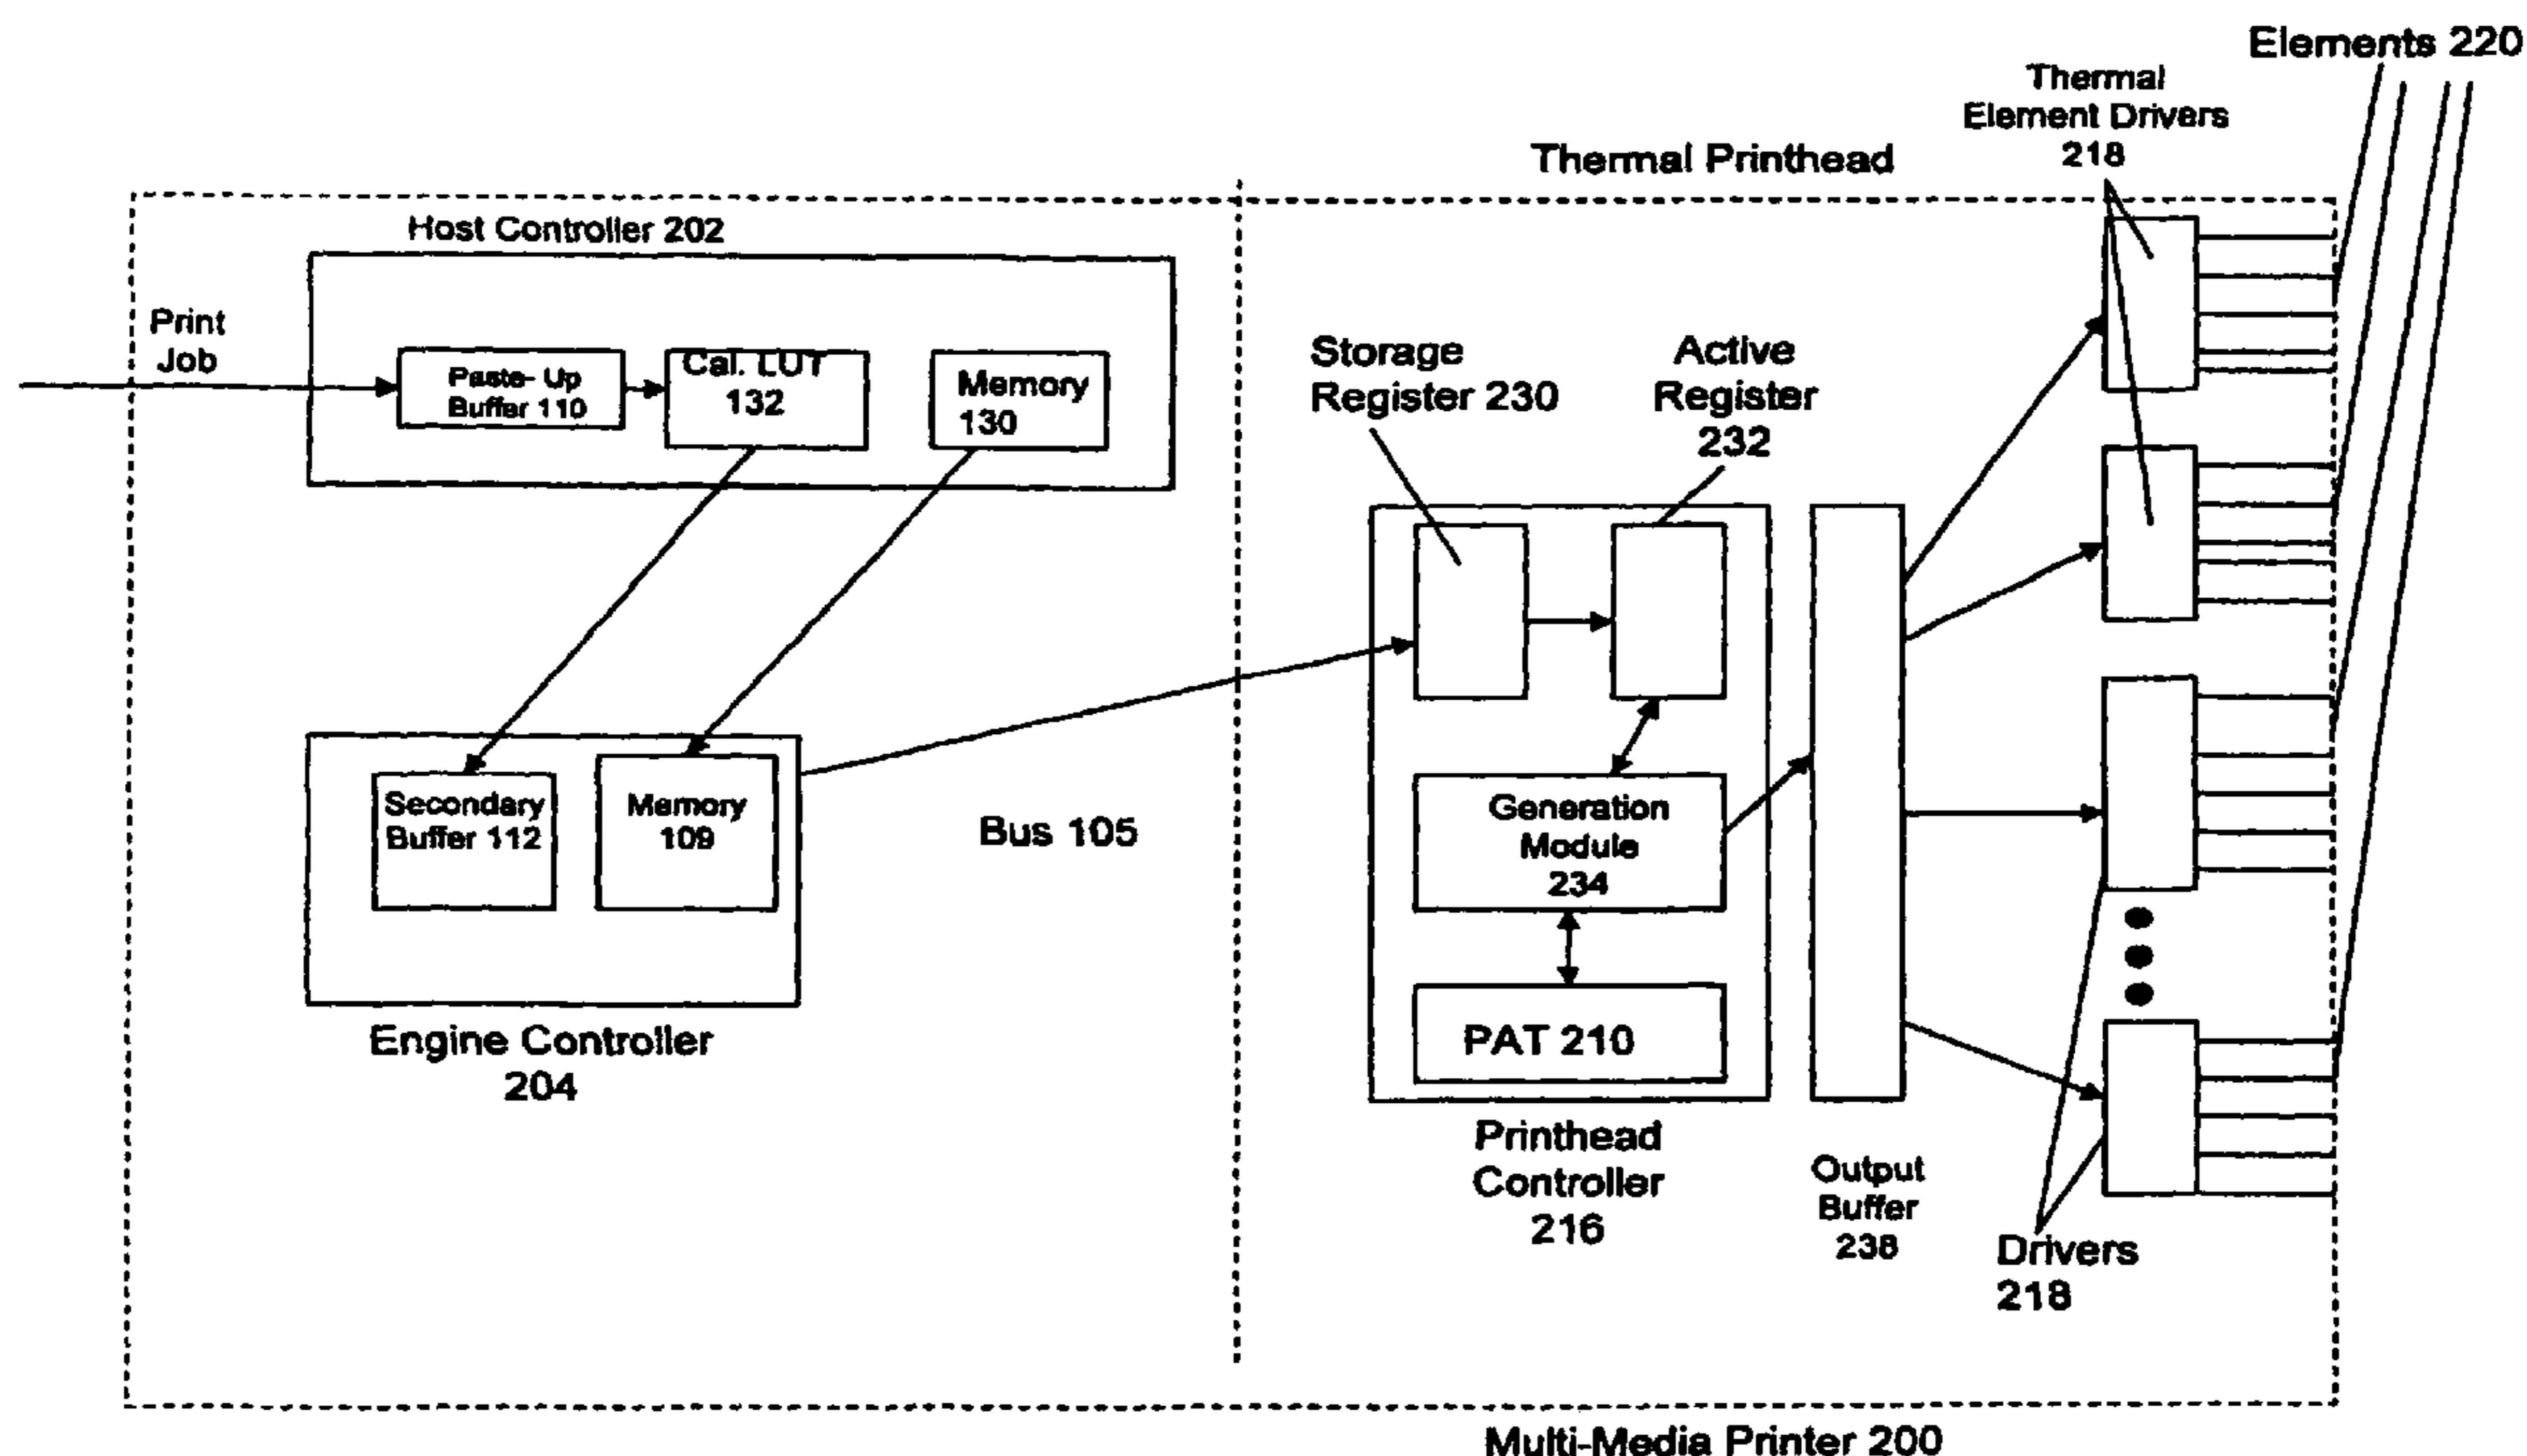 Elements 220
Thermal
Element Drivers
218
Thermal Printhead
Host Controller 202
Print
Job
Paste- Up
Buffer 110
Cal. LUT
132
Memory
130
Storage
Register 230
Active
Register
232
Secondary
Buffer 112
Memory
109
Bus 105
Generation
Module
234
Engine Controller
204
PAT 210
Printhead
Controller
216
Output
Buffer
238
Drivers
218
Multi-Media Printer 200